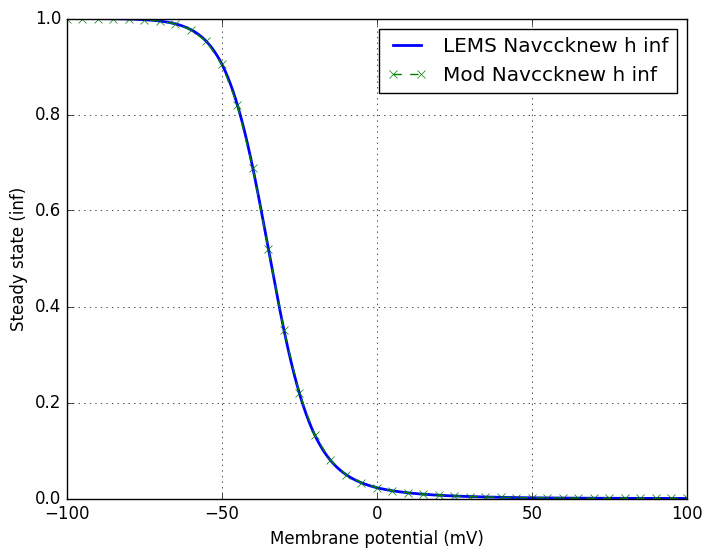 LEMS Navccknew h inf
Mod Navccknew h inf
1.0
0.8
0.6
0.4
0.2
0.0
Steady state (inf)
−100
−50
0
50
100
Membrane potential (mV)